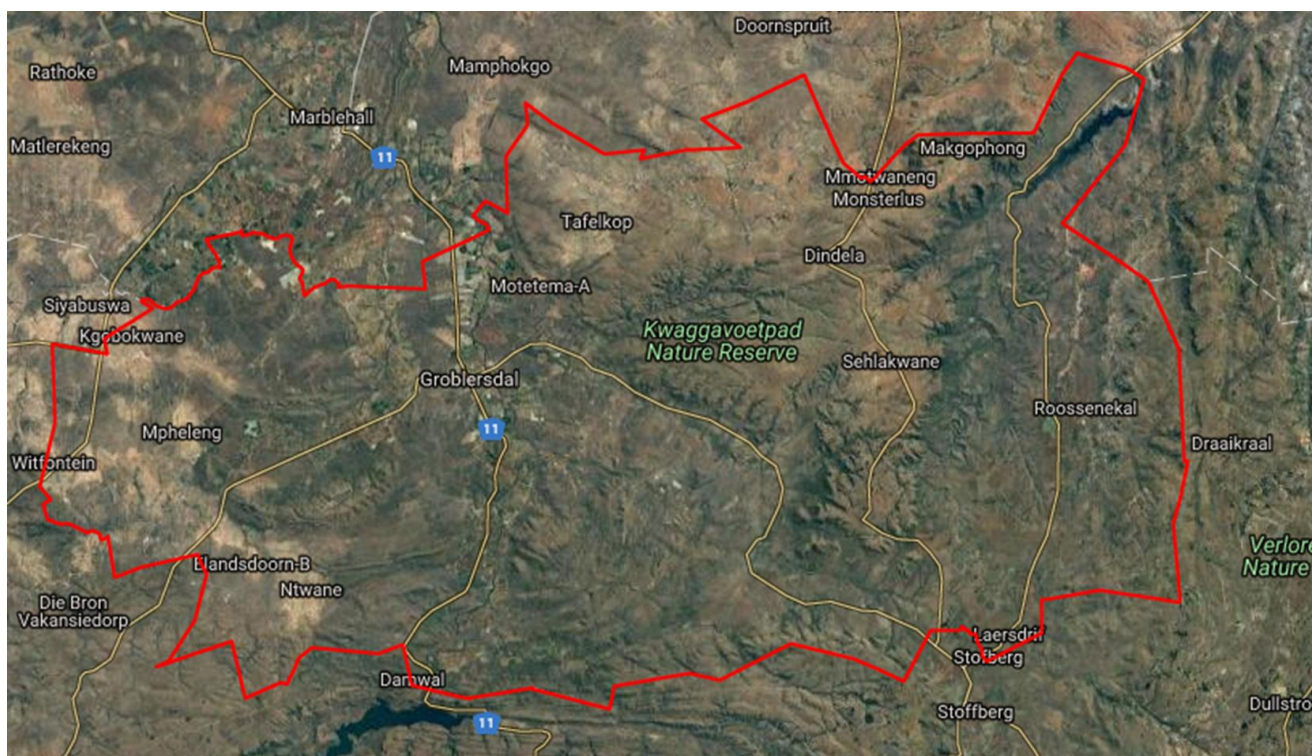 Doornspruit
Rathoke
Mamphokgo
Marblehall
Matlerekeng
11
Makgophong
Mmotwaneng
Monsterlus
Tafelkop
Dindela
Motetema-A
Siyabuswa
Kgobokwane
Kwaggavoetpad
Nature Reserve
Sehlakwane
Groblersdal
Roossenekal
11
Mpheleng
Draaikraal
Witfontein
Verlore
Nature
Elandsdoorn-B
Ntwane
Die Bron
Vakansiedorp
Laersdrif
Stofberg
Damwal
Dullstro
Stoffberg
11